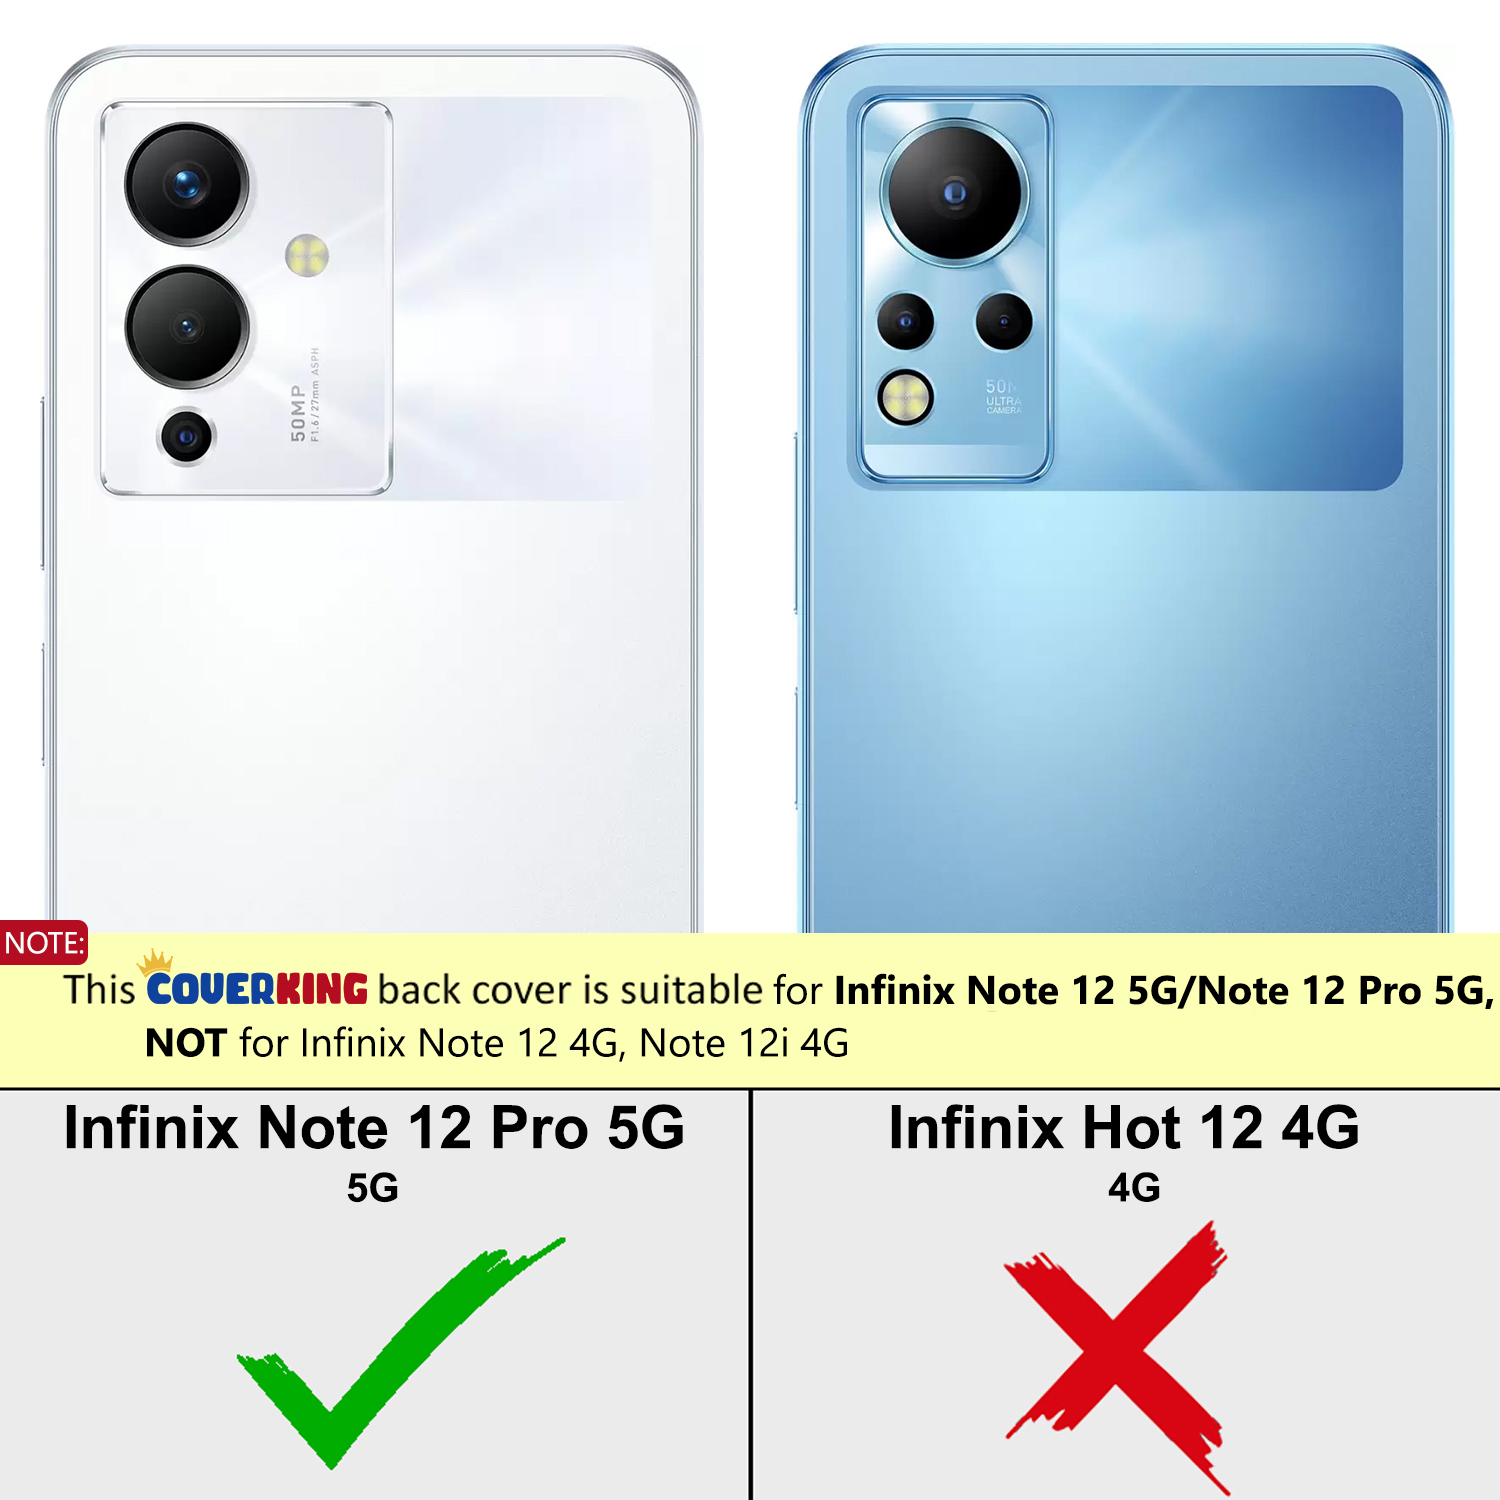 50MP
F1.6/27mm ASPH
50M
ULTRA
CAMERA
NOTE:
This COVERKING back cover is suitable for Infinix Note 12 5G/Note 12 Pro 5G,
NOT for Infinix Note 12 4G, Note 12i 4G
Infinix Note 12 Pro 5G
5G
Infinix Hot 12 4G
4G